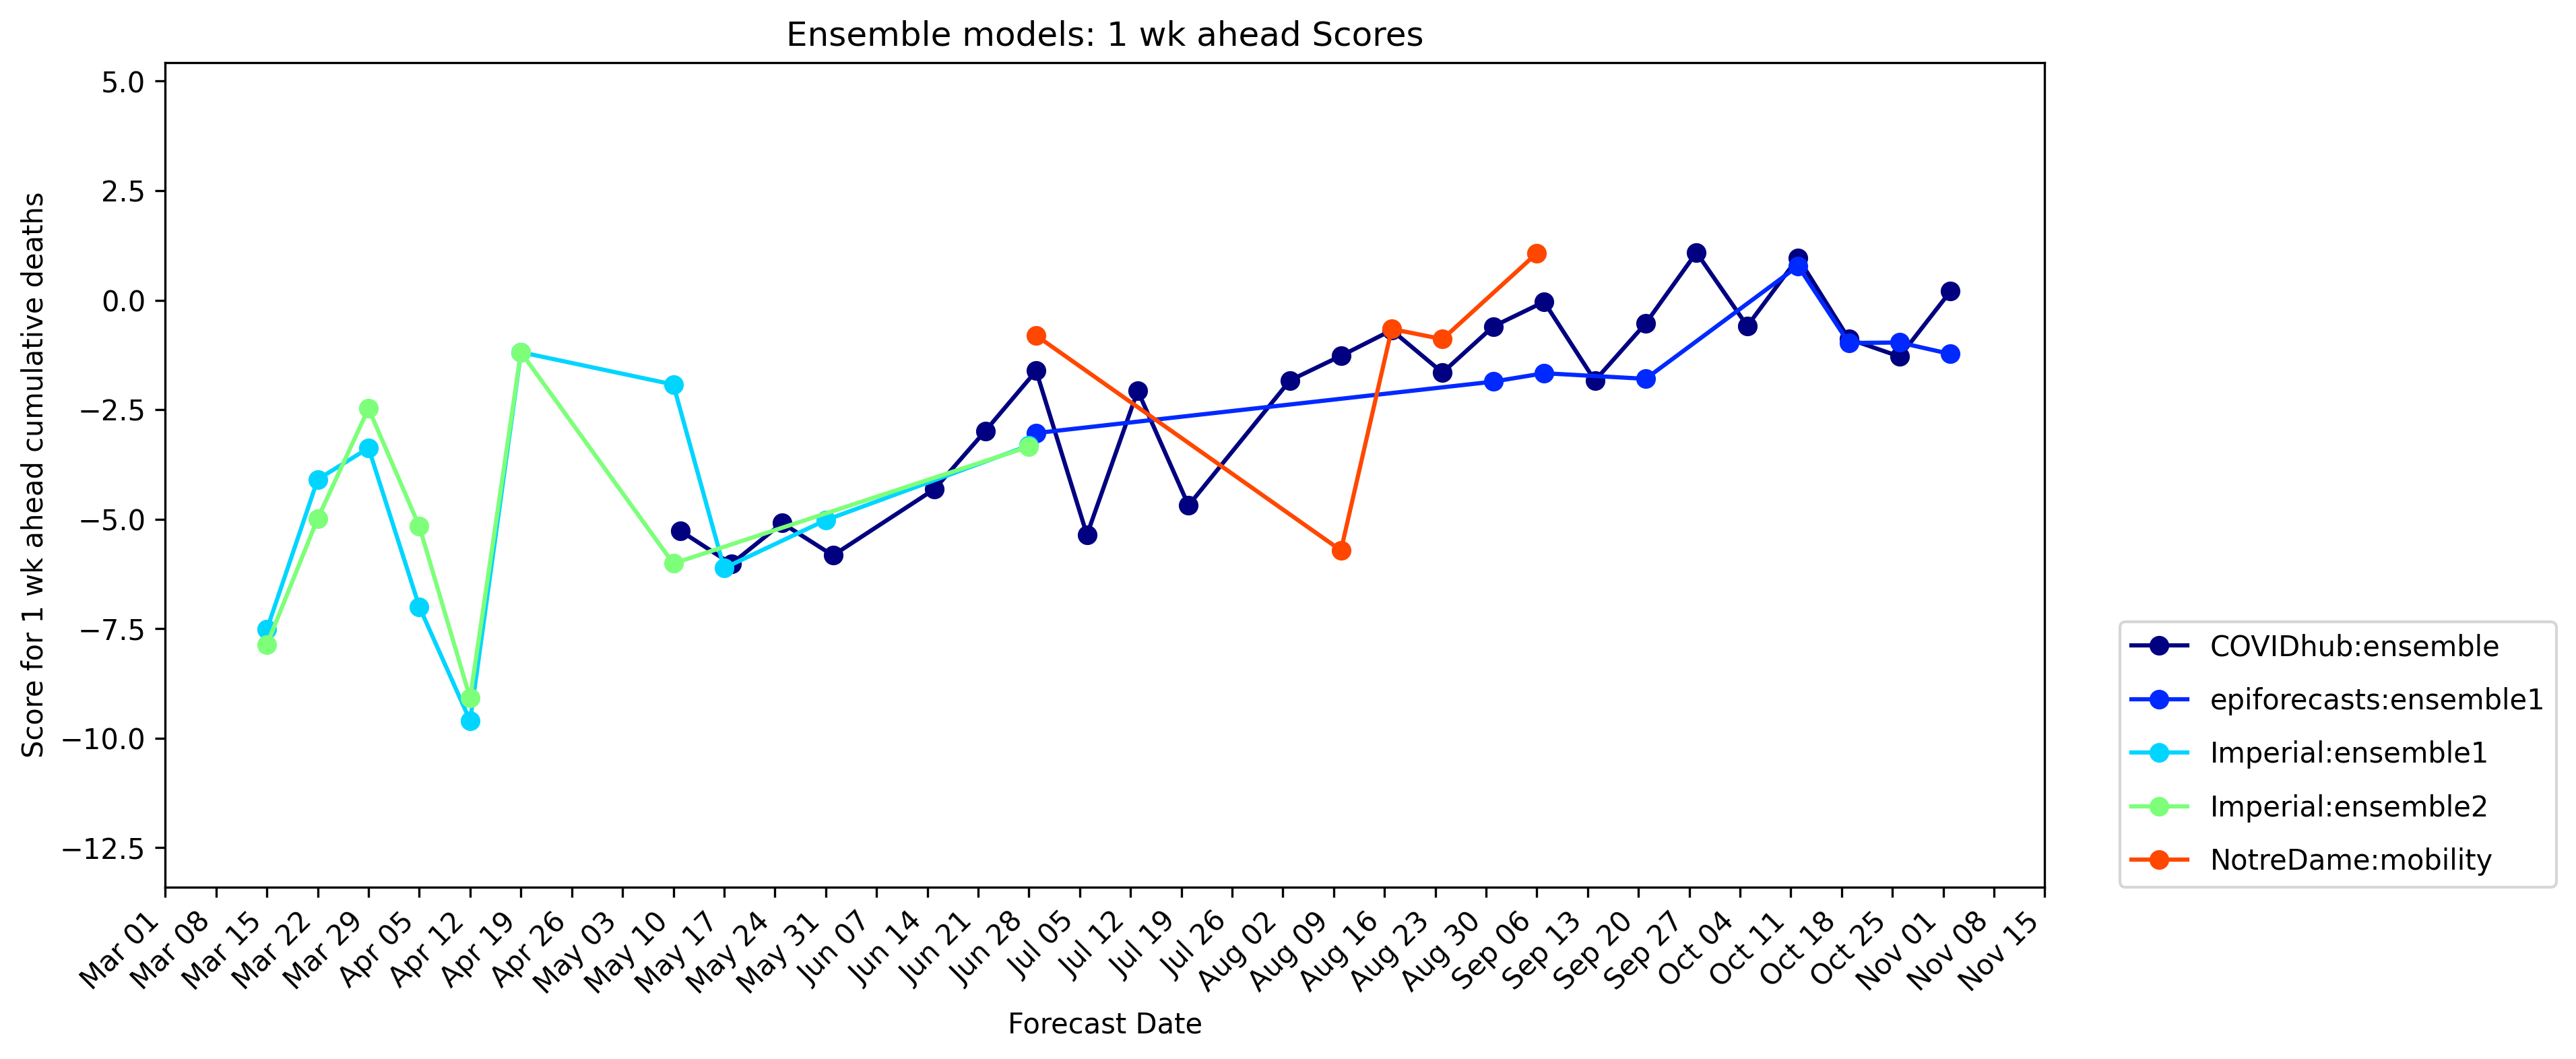 Ensemble models: 1 wk ahead Scores
Score for 1 wk ahead cumulative deaths
5.0
2.5
0.0
−2.5
−5.0
−7.5
−10.0
−12.5
Mar 01
Mar 08
Mar 15
Mar 22
Mar 29
Apr 05
Apr 12
Apr 19
Apr 26
May 03
May 10
May 17
May 24
May 31
Jun 07
Jun 14
Jun 21
Jun 28
Jul 05
Jul 12
Jul 19
Jul 26
Aug 02
Aug 09
Aug 16
Aug 23
Aug 30
Sep 06
Sep 13
Sep 20
Sep 27
Oct 04
Oct 11
Oct 18
Oct 25
Nov 01
Nov 08
Nov 15
Forecast Date
COVIDhub:ensemble
epiforecasts:ensemble1
Imperial:ensemble1
Imperial:ensemble2
NotreDame:mobility